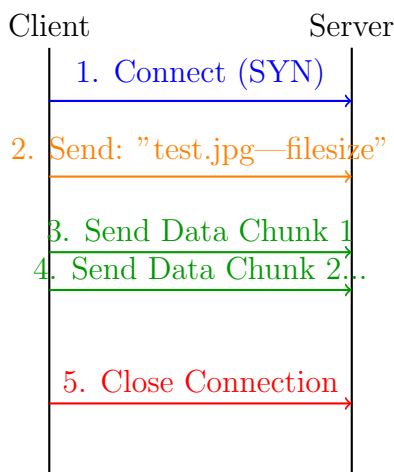 Client
Server
1. Connect (SYN)
2. Send: ”test.jpg—filesize”
3. Send Data Chunk 1
4. Send Data Chunk 2...
5. Close Connection